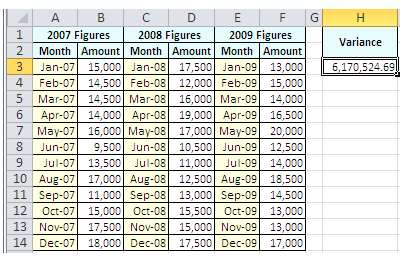 A B C D E F G H
1 2007 Figures 2008 Figures 2009 Figures Variance
2 Month Amount Month Amount Month Amount
3 Jan-07 15,000 Jan-08 17,500 Jan-09 13,000 6,170,524.69
4 Feb-07 14,500 Feb-08 12,000 Feb-09 15,000
5 Mar-07 14,500 Mar-08 16,000 Mar-09 14,000
6 Apr-07 14,000 Apr-08 19,000 Apr-09 16,500
7 May-07 16,000 May-08 17,000 May-09 20,000
8 Jun-07 9,500 Jun-08 10,500 Jun-09 12,500
9 Jul-07 13,500 Jul-08 11,000 Jul-09 14,000
10 Aug-07 17,000 Aug-08 12,500 Aug-09 18,500
11 Sep-07 11,000 Sep-08 13,000 Sep-09 14,500
12 Oct-07 15,000 Oct-08 15,500 Oct-09 13,000
13 Nov-07 17,500 Nov-08 15,000 Nov-09 13,000
14 Dec-07 18,000 Dec-08 17,500 Dec-09 17,000